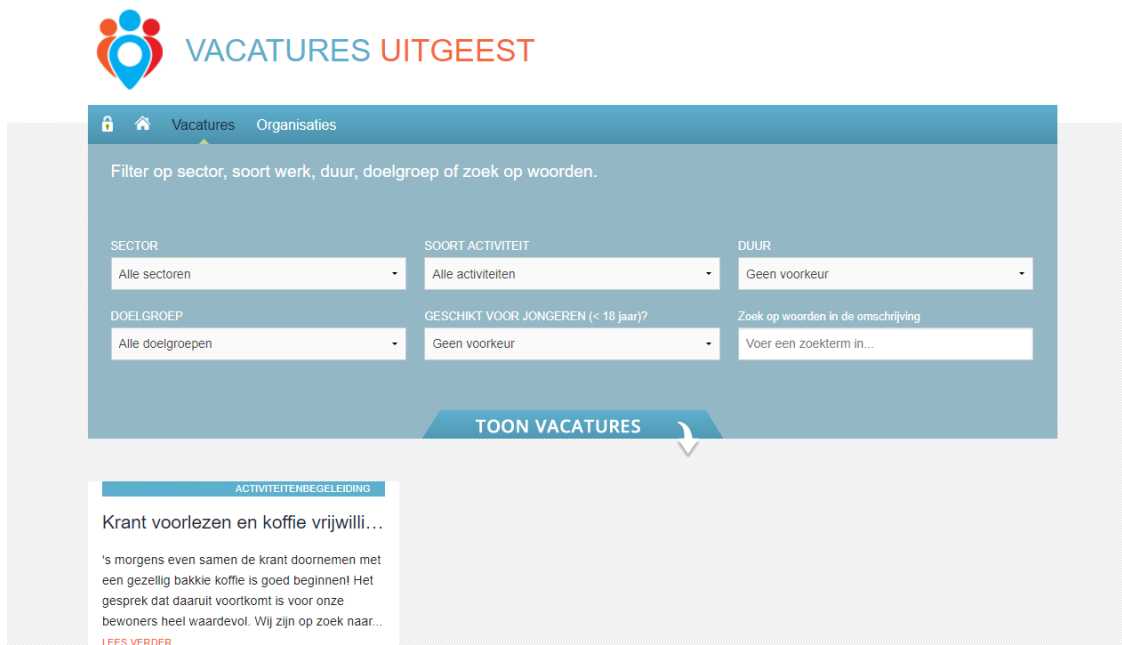 VACATURES UITGEEST
Vacatures Organisaties
Filter op sector, soort werk, duur, doelgroep of zoek op woorden.
SECTOR SOORT ACTIVITEIT DUUR
Alle sectoren Alle activiteiten Geen voorkeur
DOELGROEP GESCHIKT VOOR JONGEREN (< 18 jaar)? Zoek op woorden in de omschrijving
Alle doelgroepen Geen voorkeur Voer een zoekterm in...
TOON VACATURES
ACTIVITEITENBEGELEIDING
Krant voorlezen en koffie vrijwilli...
's morgens even samen de krant doornemen met
een gezellig bakkie koffie is goed beginnen! Het
gesprek dat daaruit voortkomt is voor onze
bewoners heel waardevol. Wij zijn op zoek naar...
LEES VERDER